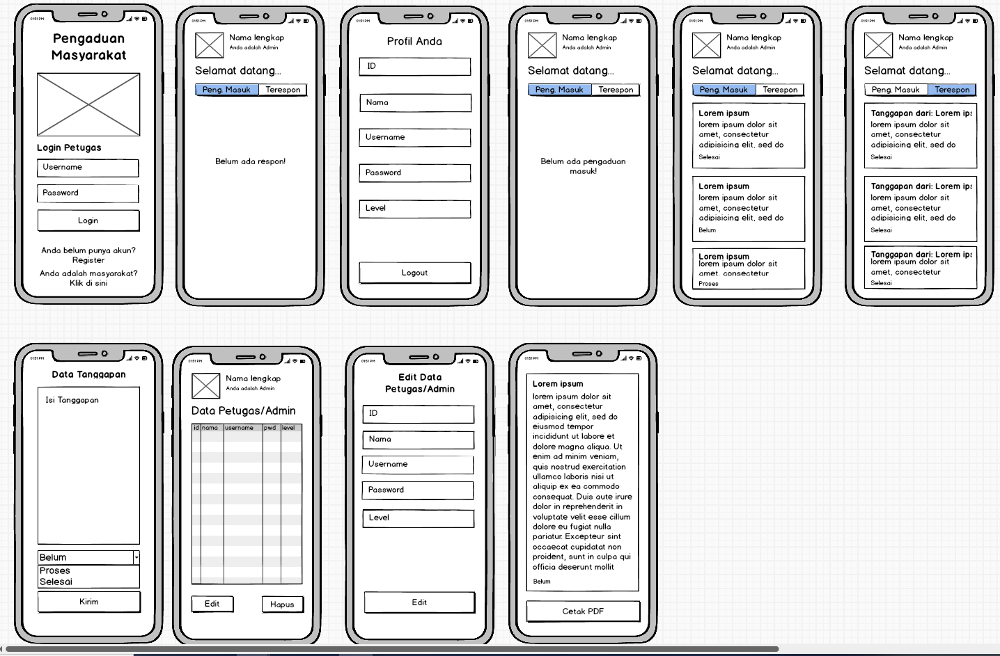 01:51 PM
Pengaduan
Masyarakat
Login Petugas
Username
Password
Login
Anda belum punya akun?
Register
Anda adalah masyarakat?
Klik di sini
01:51 PM
Nama lengkap
Anda adalah Admin
Selamat datang...
Peng. Masuk
Terespon
Belum ada respon!
01:51 PM
Profil Anda
ID
Nama
Username
Password
Level
Logout
01:51 PM
Nama lengkap
Anda adalah Admin
Selamat datang...
Peng. Masuk
Terespon
Belum ada pengaduan
masuk!
01:51 PM
Nama lengkap
Anda adalah Admin
Selamat datang...
Peng. Masuk
Terespon
Lorem ipsum
lorem ipsum dolor sit
amet, consectetur
adipisicing elit, sed do
Selesai
Lorem ipsum
lorem ipsum dolor sit
amet, consectetur
adipisicing elit, sed do
Belum
Lorem ipsum
lorem ipsum dolor sit
amet, consectetur
Proses
01:51 PM
Nama lengkap
Anda adalah Admin
Selamat datang...
Peng. Masuk
Terespon
Tanggapan dari: Lorem ips
lorem ipsum dolor sit
amet, consectetur
adipisicing elit, sed do
Selesai
Tanggapan dari: Lorem ips
lorem ipsum dolor sit
amet, consectetur
adipisicing elit, sed do
Selesai
Tanggapan dari: Lorem ips
lorem ipsum dolor sit
amet, consectetur
Selesai
01:51 PM
Data Tanggapan
Isi Tanggapan
Belum
Proses
Selesai
Kirim
01:51 PM
Nama lengkap
Anda adalah Admin
Data Petugas/Admin
id nama username pwd level
Edit
Hapus
01:51 PM
Edit Data
Petugas/Admin
ID
Nama
Username
Password
Level
Edit
01:51 PM
Lorem ipsum
lorem ipsum dolor sit
amet, consectetur
adipisicing elit, sed do
eiusmod tempor
incididunt ut labore et
dolore magna aliqua. Ut
enim ad minim veniam,
quis nostrud exercitation
ullamco laboris nisi ut
aliquip ex ea commodo
consequat. Duis aute irure
dolor in reprehenderit in
voluptate velit esse cillum
dolore eu fugiat nulla
pariatur. Excepteur sint
occaecat cupidatat non
proident, sunt in culpa qui
officia deserunt mollit
Belum
Cetak PDF